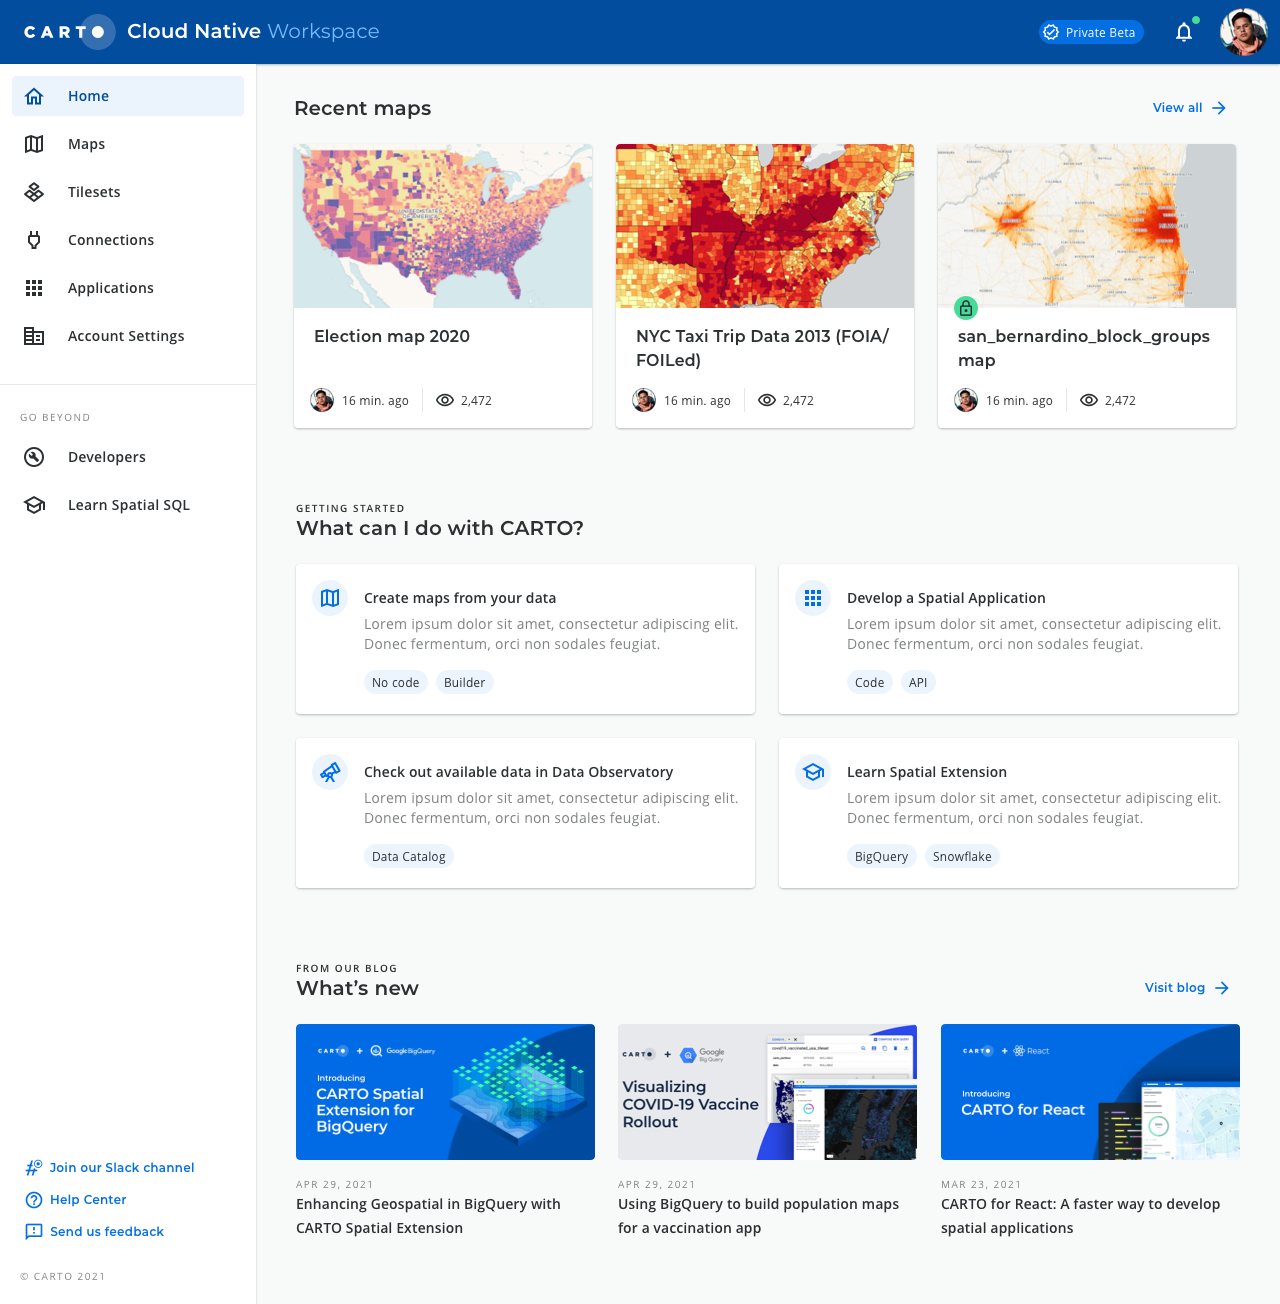 CARTO Cloud Native Workspace
Private Beta
Home
Maps
Tilesets
Connections
Applications
Account Settings
GO BEYOND
Developers
Learn Spatial SQL
Join our Slack channel
Help Center
Send us feedback
© CARTO 2021
Recent maps
View all
UNITED STATES
OF AMERICA
Election map 2020
16 min. ago
2,472
NYC Taxi Trip Data 2013 (FOIA/
FOILed)
16 min. ago
2,472
MILWAUKEE
san_bernardino_block_groups
map
16 min. ago
2,472
GETTING STARTED
What can I do with CARTO?
Create maps from your data
Lorem ipsum dolor sit amet, consectetur adipiscing elit.
Donec fermentum, orci non sodales feugiat.
No code
Builder
Develop a Spatial Application
Lorem ipsum dolor sit amet, consectetur adipiscing elit.
Donec fermentum, orci non sodales feugiat.
Code
API
Check out available data in Data Observatory
Lorem ipsum dolor sit amet, consectetur adipiscing elit.
Donec fermentum, orci non sodales feugiat.
Data Catalog
Learn Spatial Extension
Lorem ipsum dolor sit amet, consectetur adipiscing elit.
Donec fermentum, orci non sodales feugiat.
BigQuery
Snowflake
FROM OUR BLOG
What's new
Visit blog
CARTO + Google BigQuery
Introducing
CARTO Spatial
Extension for
BigQuery
APR 29, 2021
Enhancing Geospatial in BigQuery with
CARTO Spatial Extension
CARTO + Google
Big Query
Visualizing
COVID-19 Vaccine
Rollout
APR 29, 2021
Using BigQuery to build population maps
for a vaccination app
CARTO + React
Introducing
CARTO for React
MAR 23, 2021
CARTO for React: A faster way to develop
spatial applications